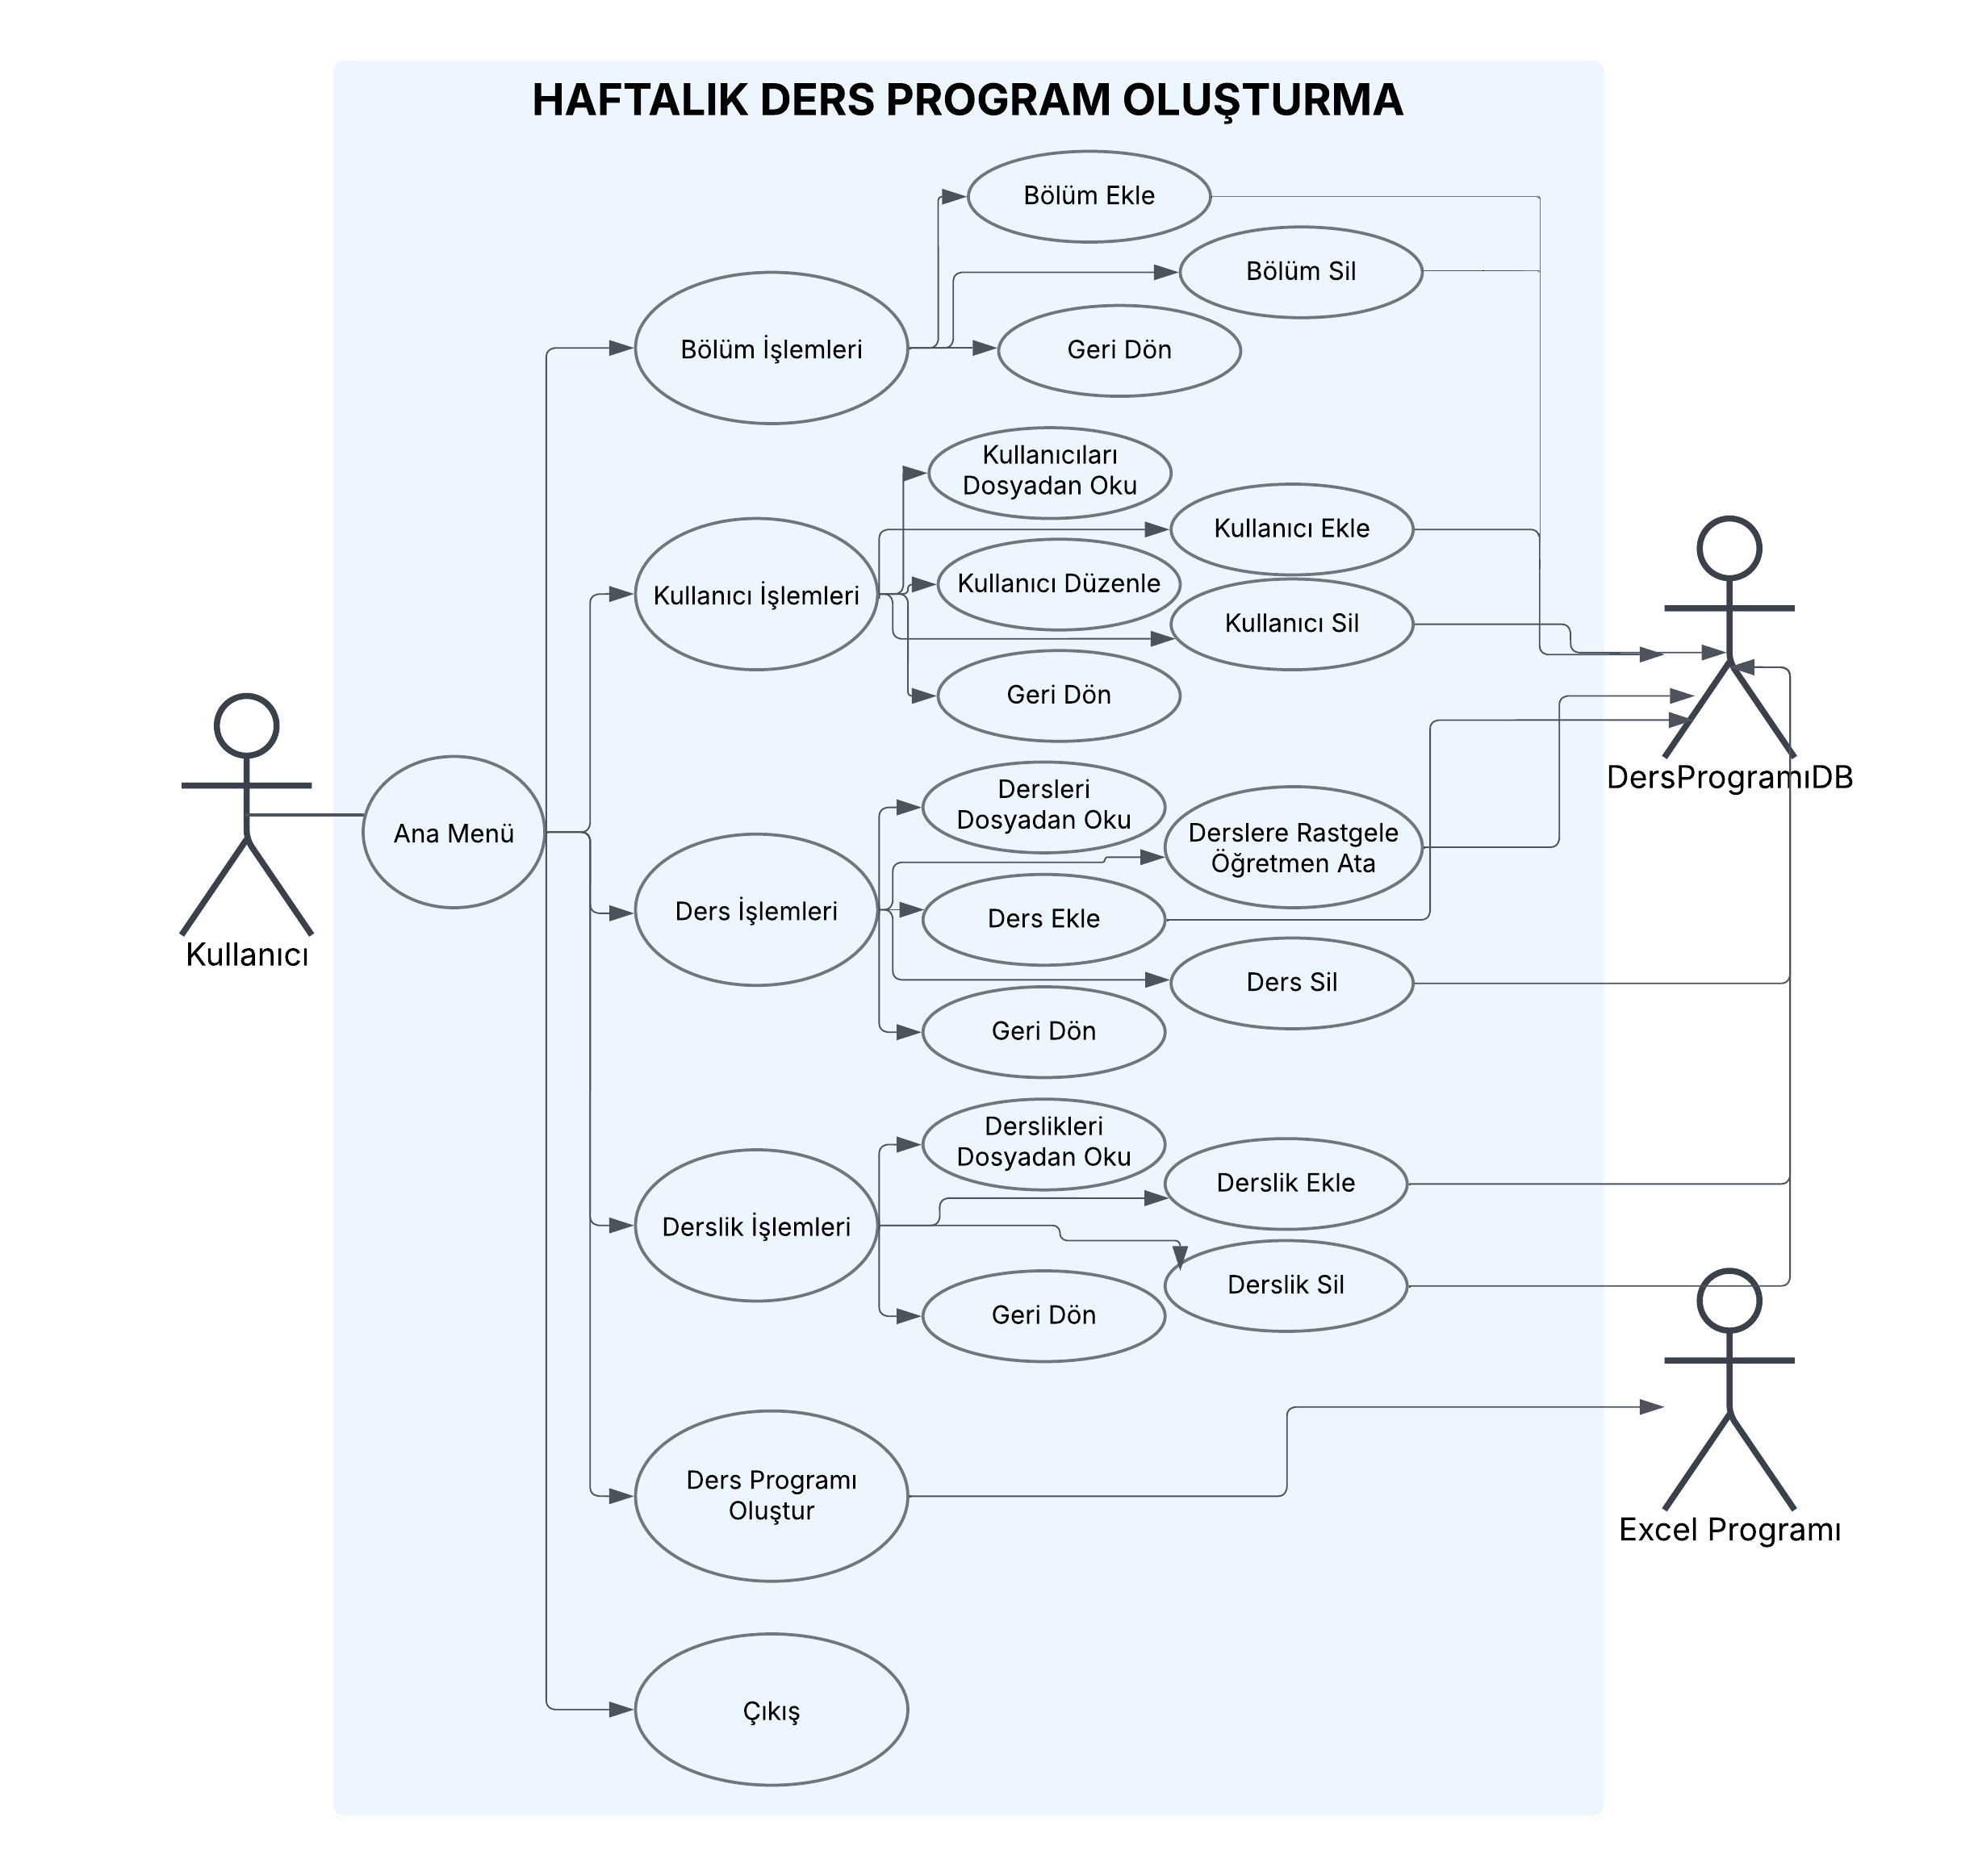 HAFTALIK DERS PROGRAM OLUŞTURMA
Bölüm Ekle
Bölüm Sil
Bölüm İşlemleri
Geri Dön
Kullanıcıları
Dosyadan Oku
Kullanıcı Ekle
Kullanıcı İşlemleri
Kullanıcı Düzenle
Kullanıcı Sil
Geri Dön
DersProgramıDB
Ana Menü
Kullanıcı
Dersleri
Dosyadan Oku
Derslere Rastgele
Öğretmen Ata
Ders İşlemleri
Ders Ekle
Ders Sil
Geri Dön
Derslikleri
Dosyadan Oku
Derslik Ekle
Derslik İşlemleri
Derslik Sil
Geri Dön
Ders Programı
Oluştur
Excel Programı
Çıkış